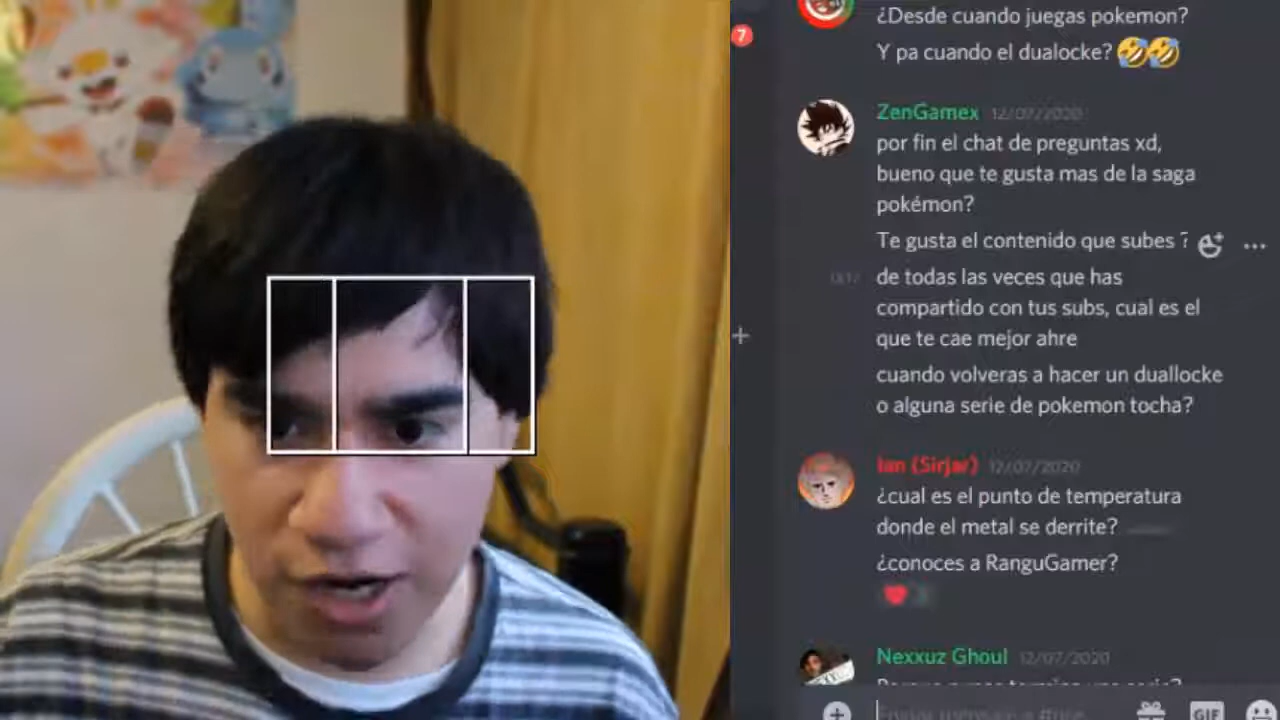 ¿Desde cuando juegas pokemon?
7
Y pa cuando el dualocke? 🤣🤣
ZenGamex 12/07/2020
por fin el chat de preguntas xd,
bueno que te gusta mas de la saga
pokémon?
Te gusta el contenido que subes ?
de todas las veces que has
compartido con tus subs, cual es el
que te cae mejor ahre
cuando volveras a hacer un duallocke
o alguna serie de pokemon tocha?
Ian (Sirjar) 12/07/2020
¿cual es el punto de temperatura
donde el metal se derrite?
¿conoces a RanguGamer?
Nexxuz Ghoul 12/07/2020
GIF